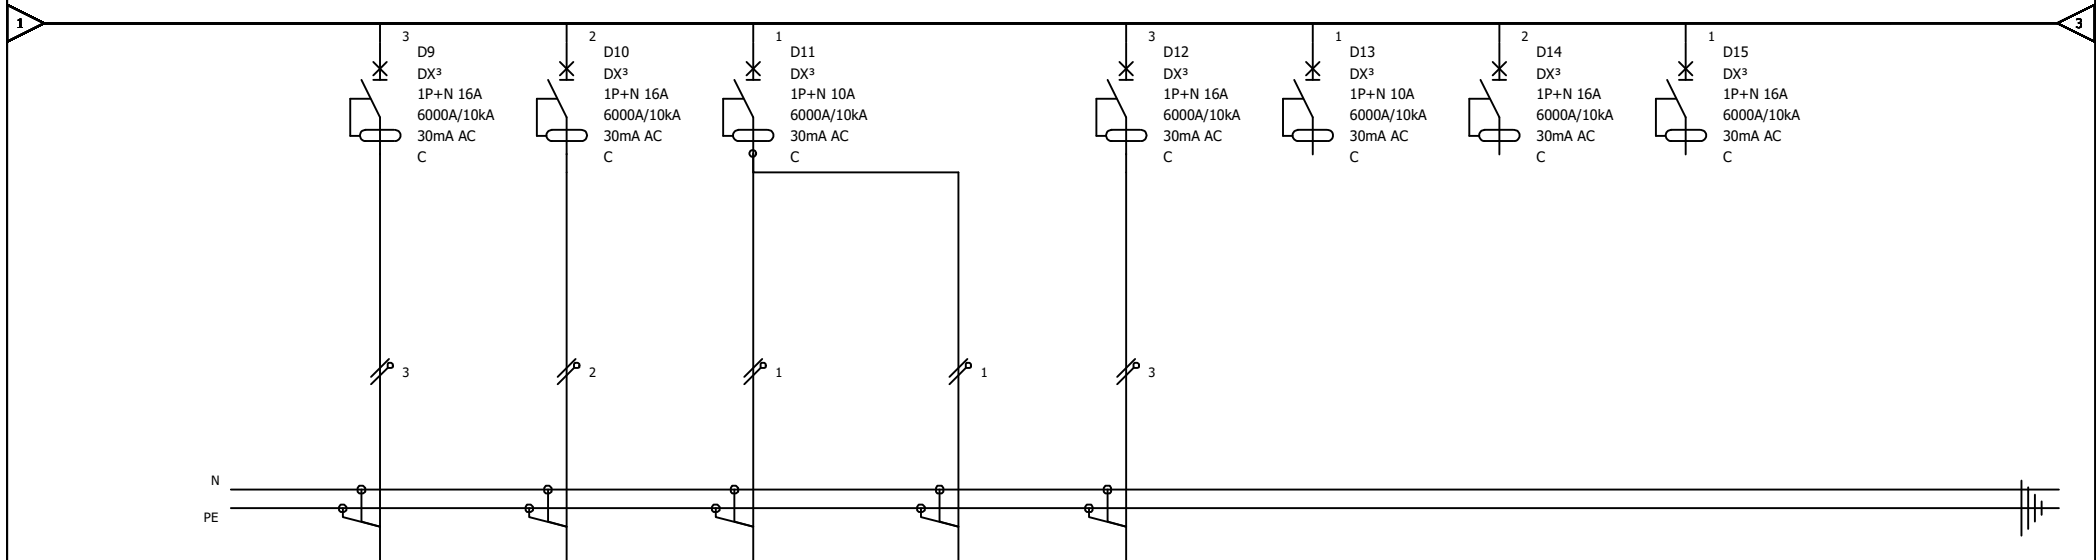 1
3
3
D9
DX³
1P+N 16A
6000A/10kA
30mA AC
C
2
D10
DX³
1P+N 16A
6000A/10kA
30mA AC
C
1
D11
DX³
1P+N 10A
6000A/10kA
30mA AC
C
3
D12
DX³
1P+N 16A
6000A/10kA
30mA AC
C
1
D13
DX³
1P+N 10A
6000A/10kA
30mA AC
C
2
D14
DX³
1P+N 16A
6000A/10kA
30mA AC
C
1
D15
DX³
1P+N 16A
6000A/10kA
30mA AC
C
3
2
1
1
3
N
PE